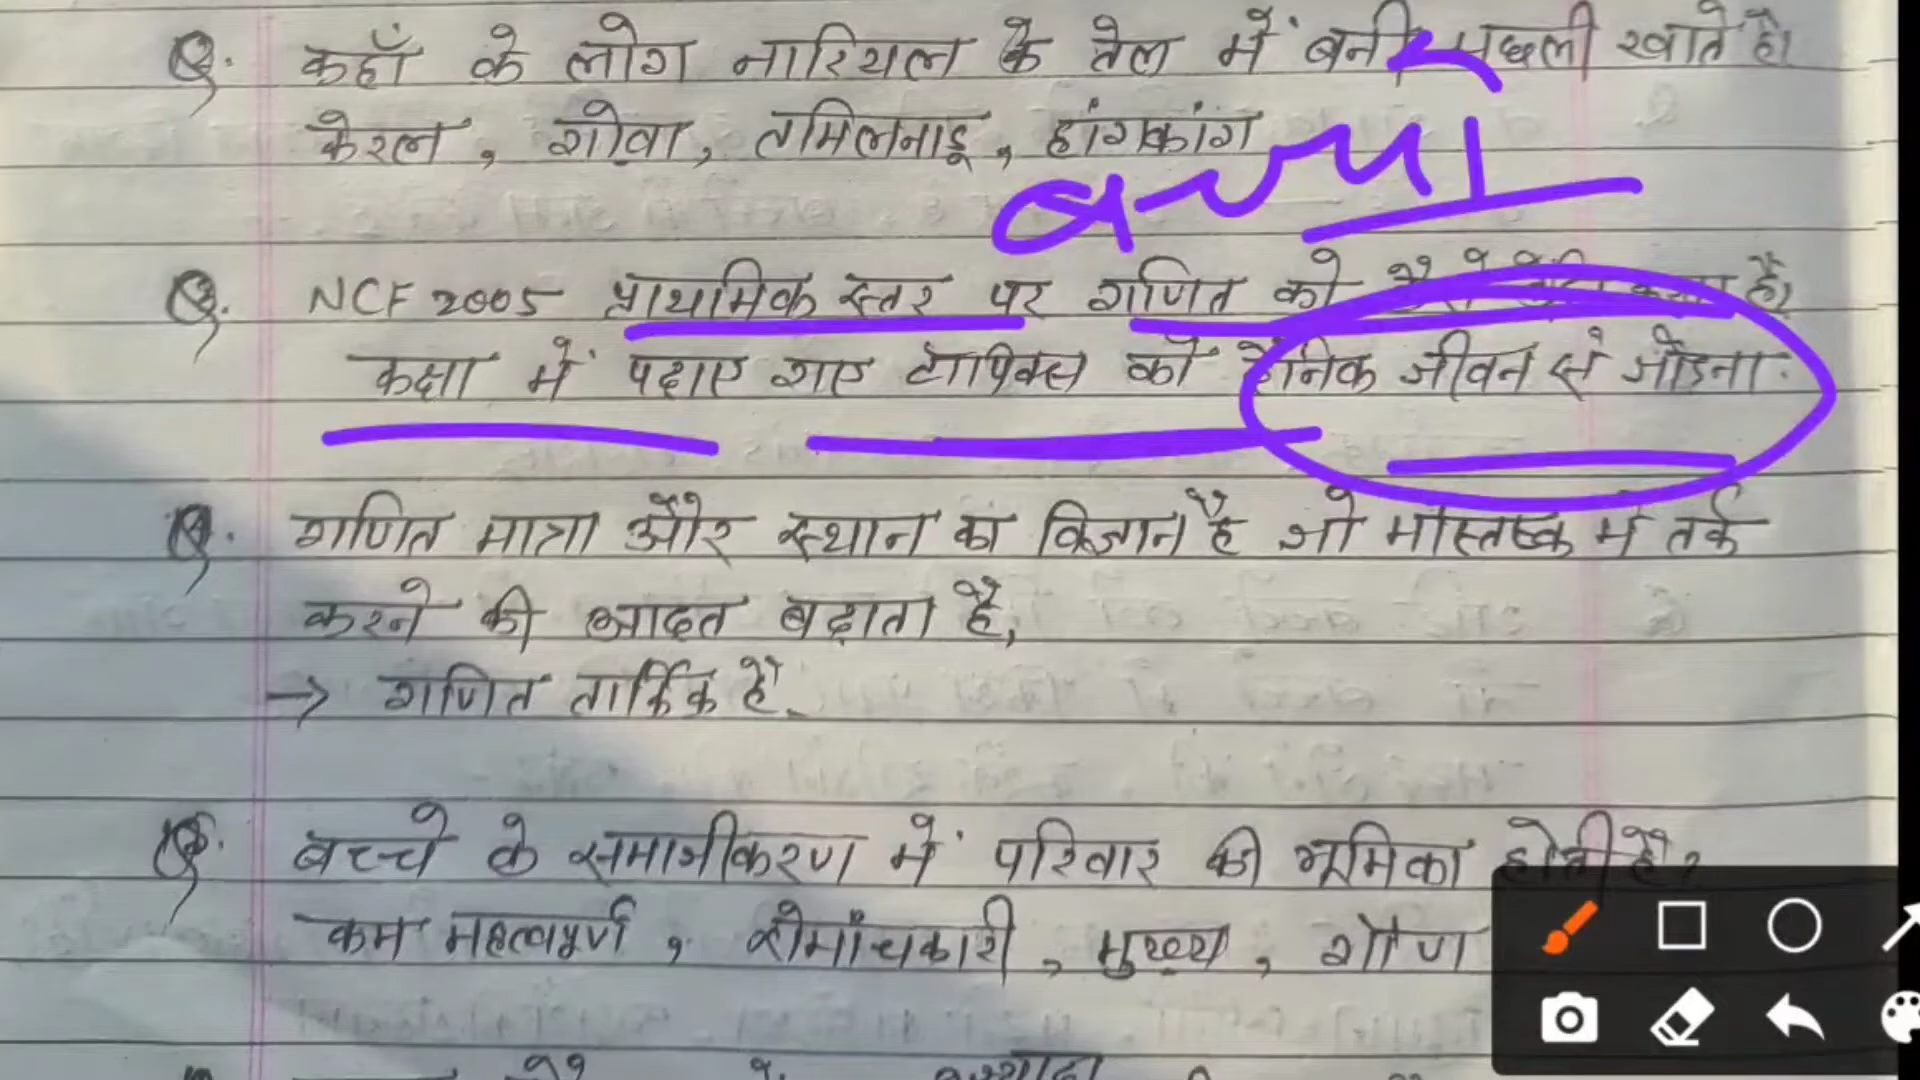 Q. कहाँ के लोग नारियल के तेल में बनी मछली खाते है।
केरल, गोवा, तमिलनाडू, हांगकांग
बच्चों
Q. NCF 2005 प्राथमिक स्तर पर गणित को कैसे है?
कक्षा में पढाए गए टापिक्स को दैनिक जीवन से जोडना.
Q. गणित मात्रा और स्थान का विज्ञान है जो मस्तिष्क में तर्क
करने की आदत बढ़ाता है,
→ गणित तार्किक है.
Q. बच्चे के समाजीकरण में परिवार की भूमिका होती है?
कम महत्वपूर्ण, रोमांचकारी, मुख्य, गौण